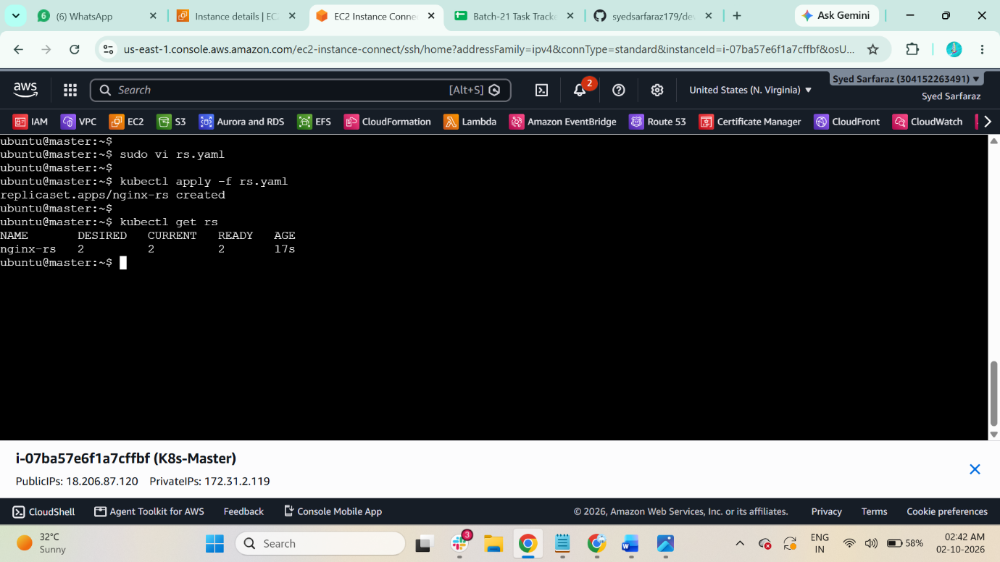 (6) WhatsApp
Instance details | EC
EC2 Instance Conne
Batch-21 Task Tracke
syedsarfaraz179/de
Ask Gemini
us-east-1.console.aws.amazon.com/ec2-instance-connect/ssh/home?addressFamily=ipv4&connType=standard&instanceId=i-07ba57e6f1a7cffbf&osU...
aws
Search
[Alt+S]
2
United States (N. Virginia)
Syed Sarfaraz (304152263491)
Syed Sarfaraz
IAM VPC EC2 S3 Aurora and RDS EFS CloudFormation Lambda Amazon EventBridge Route 53 Certificate Manager CloudFront CloudWatch
ubuntu@master:~$
ubuntu@master:~$ sudo vi rs.yaml
ubuntu@master:~$
ubuntu@master:~$ kubectl apply -f rs.yaml
replicaset.apps/nginx-rs created
ubuntu@master:~$
ubuntu@master:~$ kubectl get rs
NAME DESIRED CURRENT READY AGE
nginx-rs 2 2 2 17s
ubuntu@master:~$
i-07ba57e6f1a7cffbf (K8s-Master)
PublicIPs: 18.206.87.120 PrivateIPs: 172.31.2.119
CloudShell Agent Toolkit for AWS Feedback Console Mobile App © 2026, Amazon Web Services, Inc. or its affiliates. Privacy Terms Cookie preferences
32°C
Sunny
Search
3
ENG
IN
58%
02:42 AM
02-10-2026